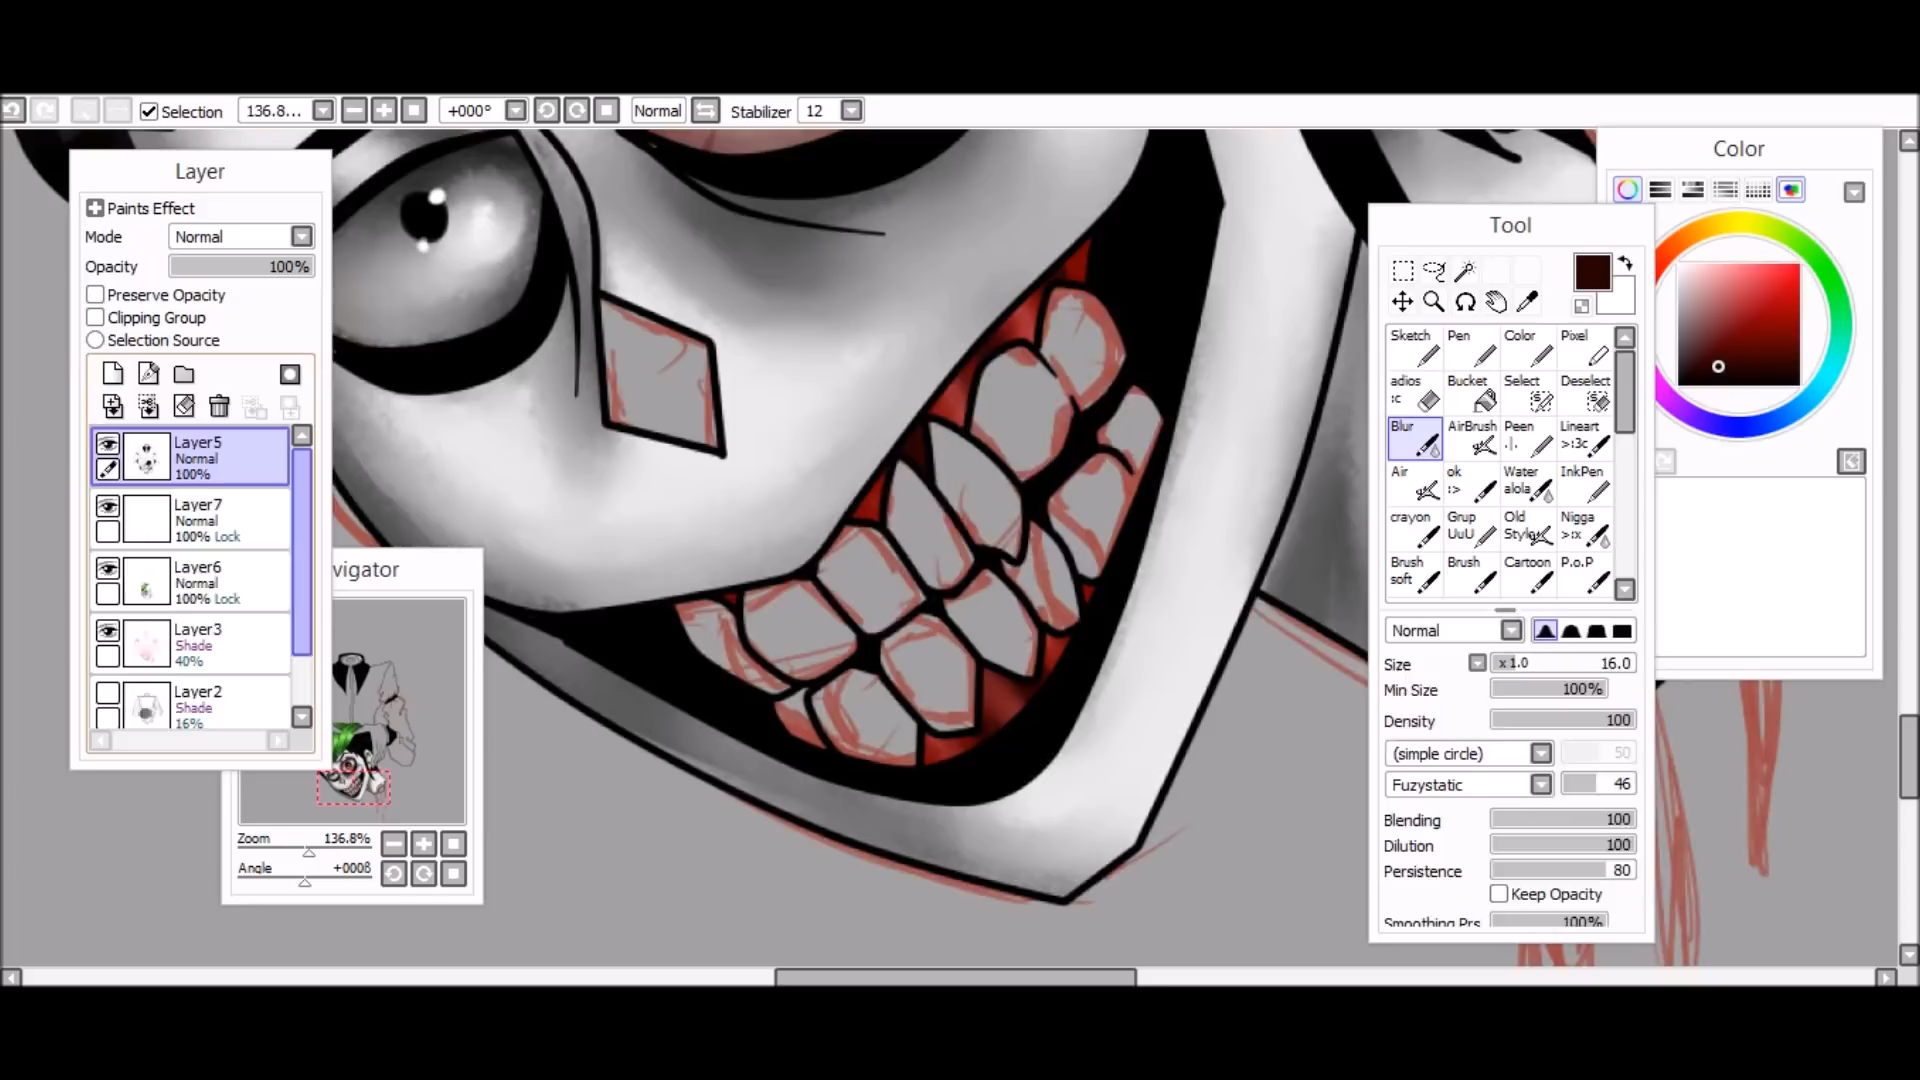 Selection 136.8... +000° Normal Stabilizer 12
Layer
Paints Effect
Mode Normal
Opacity 100%
Preserve Opacity
Clipping Group
Selection Source
Layer5
Normal
100%
Layer7
Normal
100% Lock
Layer6
Normal
100% Lock
Layer3
Shade
40%
Layer2
Shade
16%
vigator
Zoom 136.8%
Angle
Color
Tool
Sketch Pen Color Pixel
adios Bucket Select Deselect
:c
Blur AirBrush Peen Lineart
·|. >:3c
Air ok Water InkPen
:> alola
crayon Grup Old Nigga
UuU Style >:x
Brush Brush Cartoon P.o.P
soft
Normal
Size x 1.0 16.0
Min Size 100%
Density 100
(simple circle) 50
Fuzystatic 46
Blending 100
Dilution 100
Persistence 80
Keep Opacity
Smoothing Prs 100%